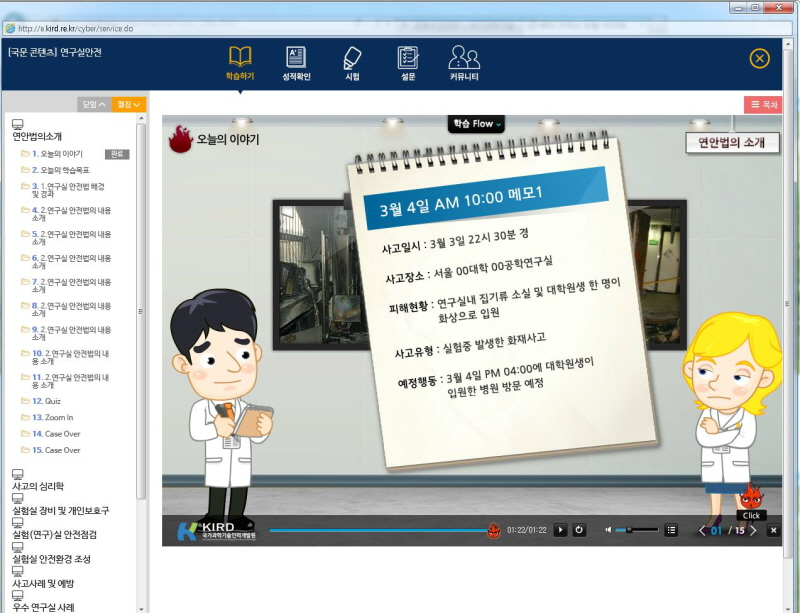 http://e.kird.re.kr/cyber/service.do
[국문 콘텐츠] 연구실안전
학습하기
성적확인
시험
설문
커뮤니티
닫힘
펼침
목차
연안법의소개
1. 오늘의 이야기
완료
2. 오늘의 학습목표
3. 1.연구실 안전법 배경
및 경과
4. 2.연구실 안전법의 내용
소개
5. 2.연구실 안전법의 내용
소개
6. 2.연구실 안전법의 내용
소개
7. 2.연구실 안전법의 내용
소개
8. 2.연구실 안전법의 내용
소개
9. 2.연구실 안전법의 내용
소개
10. 2.연구실 안전법의 내
용 소개
11. 2.연구실 안전법의 내
용 소개
12. Quiz
13. Zoom In
14. Case Over
15. Case Over
사고의 심리학
실험실 장비 및 개인보호구
실험(연구)실 안전점검
실험실 안전환경 조성
사고사례 및 예방
우수 연구실 사례
오늘의 이야기
학습 Flow
연안법의 소개
3월 4일 AM 10:00 메모1
사고일시 : 3월 3일 22시 30분 경
사고장소 : 서울 00대학 00공학연구실
피해현황 : 연구실내 집기류 소실 및 대학원생 한 명이
화상으로 입원
사고유형 : 실험중 발생한 화재사고
예정행동 : 3월 4일 PM 04:00에 대학원생이
입원한 병원 방문 예정
Click
KIRD
국가과학기술인력개발원
01:22/01:22
01 / 15